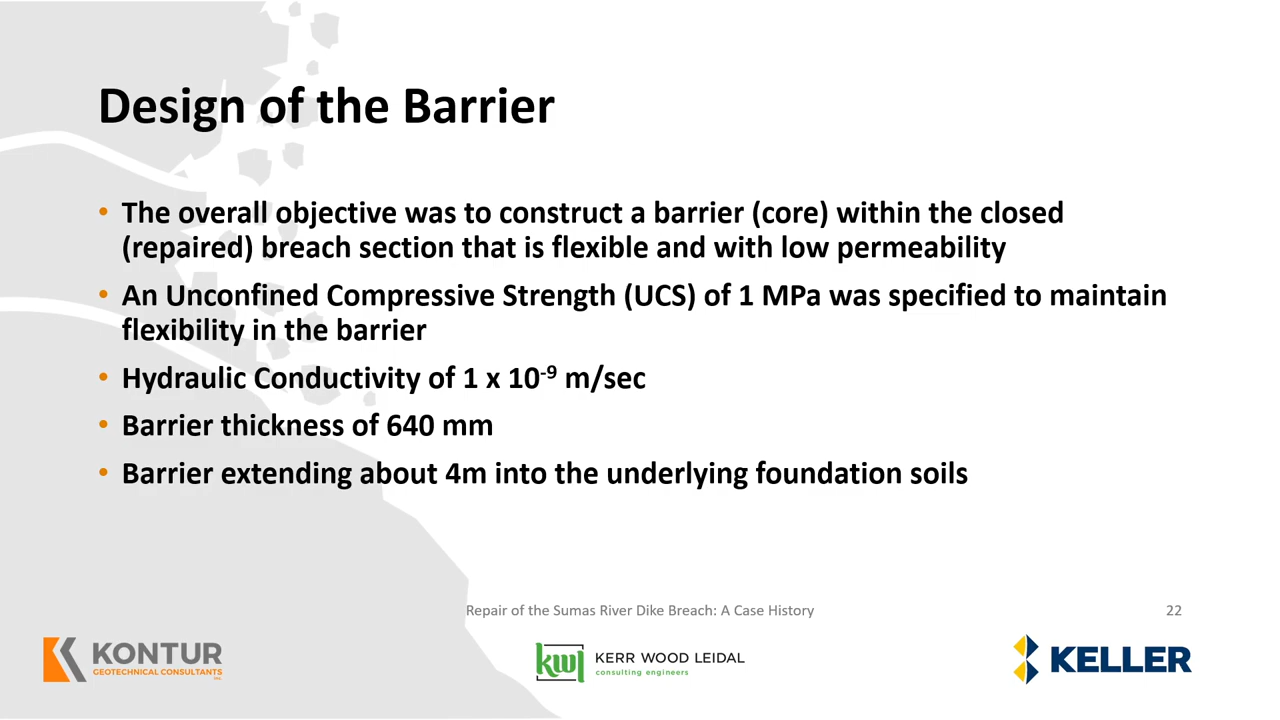 Design of the Barrier
• The overall objective was to construct a barrier (core) within the closed
(repaired) breach section that is flexible and with low permeability
• An Unconfined Compressive Strength (UCS) of 1 MPa was specified to maintain
flexibility in the barrier
• Hydraulic Conductivity of 1 x 10⁻⁹ m/sec
• Barrier thickness of 640 mm
• Barrier extending about 4m into the underlying foundation soils
Repair of the Sumas River Dike Breach: A Case History
22
KONTUR
GEOTECHNICAL CONSULTANTS
INC.
kwl
KERR WOOD LEIDAL
consulting engineers
KELLER